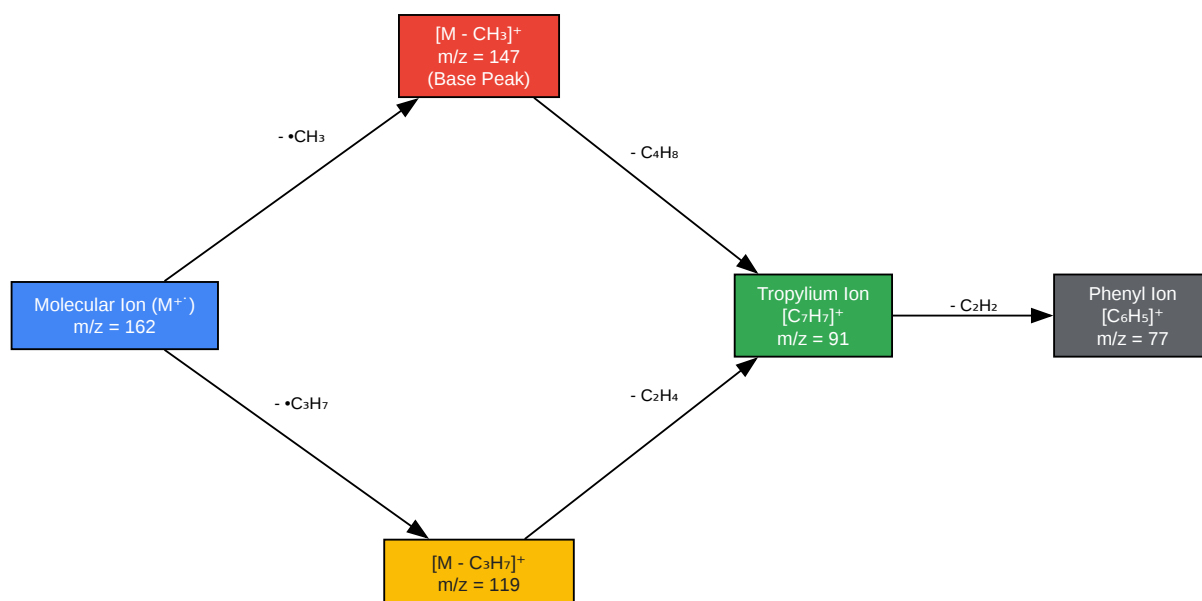 [M - CH₃]⁺
m/z = 147
(Base Peak)
- •CH₃
- C₄H₈
Molecular Ion (M⁺˙)
m/z = 162
Tropylium Ion
[C₇H₇]⁺
m/z = 91
- C₂H₂
Phenyl Ion
[C₆H₅]⁺
m/z = 77
- •C₃H₇
- C₂H₄
[M - C₃H₇]⁺
m/z = 119